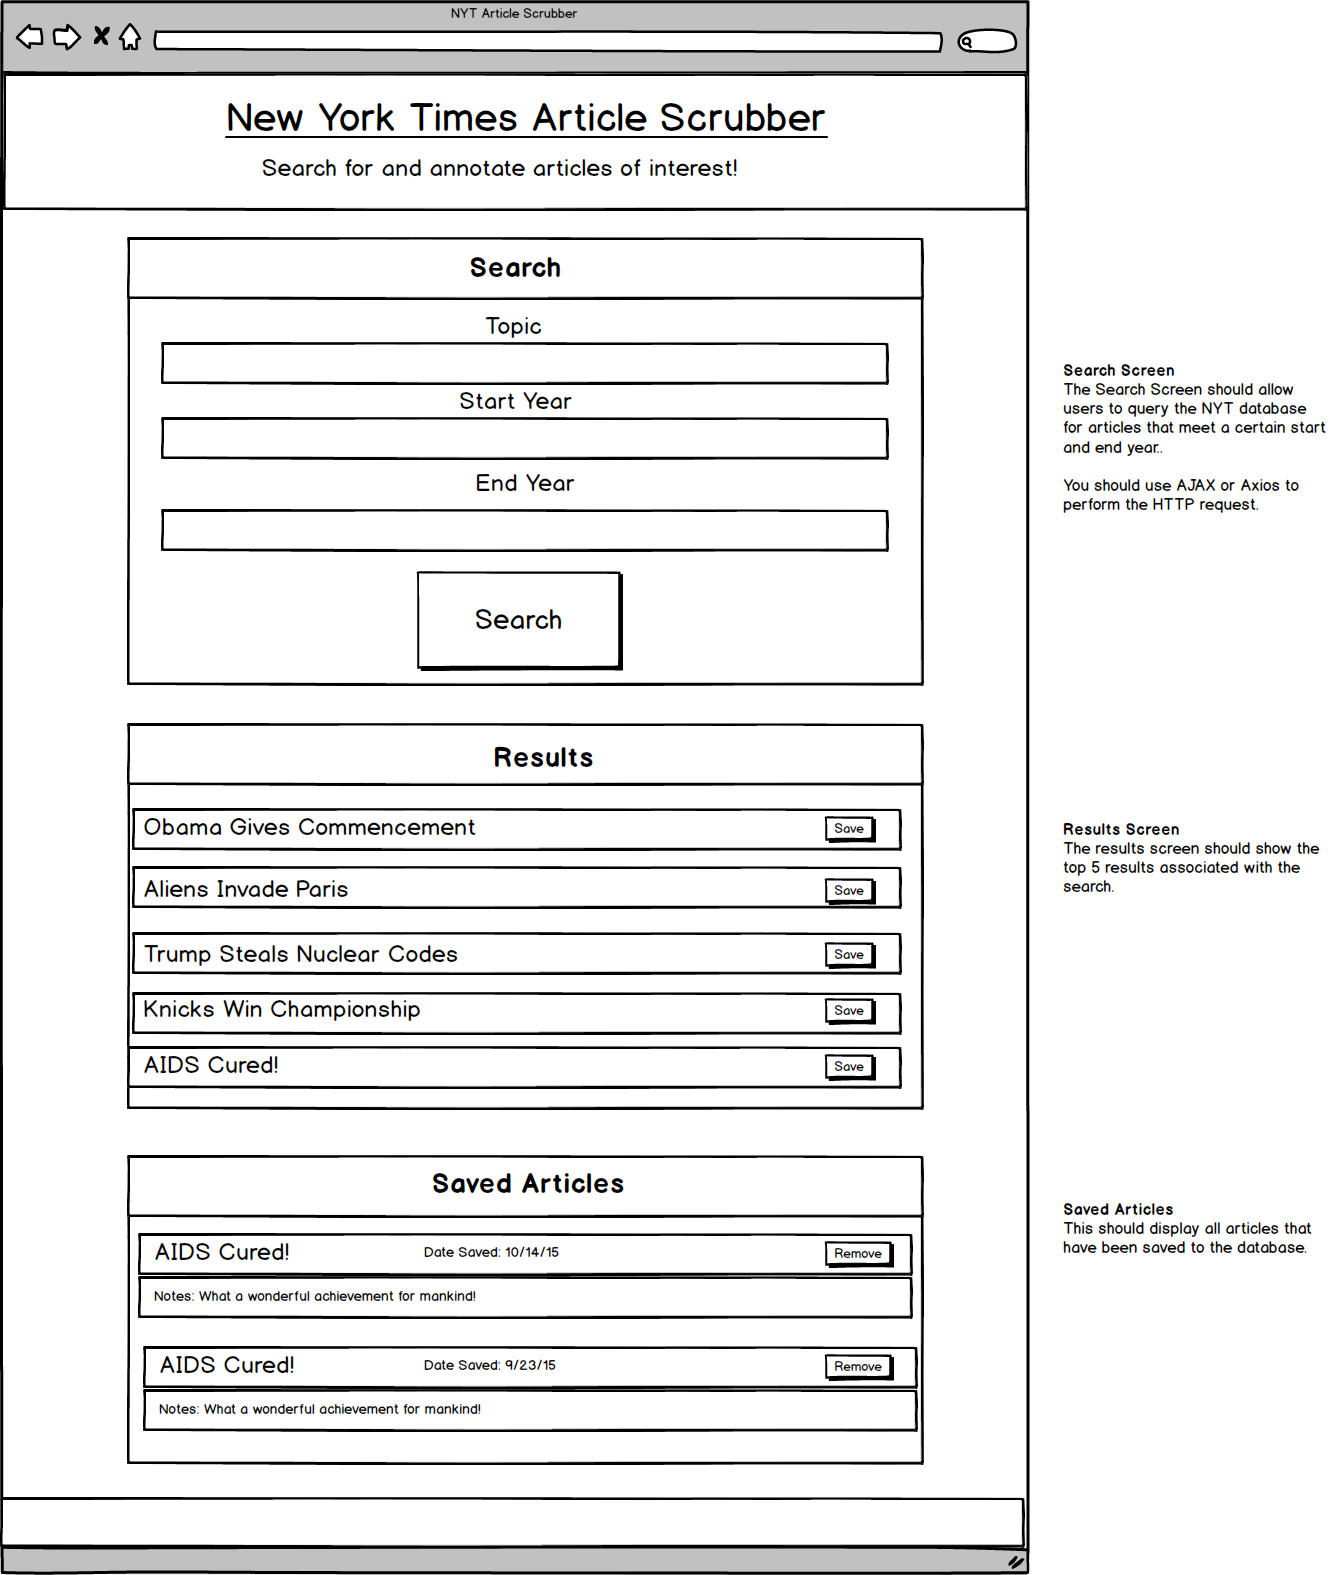 NYT Article Scrubber
New York Times Article Scrubber
Search for and annotate articles of interest!
Search
Topic
Start Year
End Year
Search
Search Screen
The Search Screen should allow
users to query the NYT database
for articles that meet a certain start
and end year..
You should use AJAX or Axios to
perform the HTTP request.
Results
Obama Gives Commencement Save
Aliens Invade Paris Save
Trump Steals Nuclear Codes Save
Knicks Win Championship Save
AIDS Cured! Save
Results Screen
The results screen should show the
top 5 results associated with the
search.
Saved Articles
AIDS Cured! Date Saved: 10/14/15 Remove
Notes: What a wonderful achievement for mankind!
AIDS Cured! Date Saved: 9/23/15 Remove
Notes: What a wonderful achievement for mankind!
Saved Articles
This should display all articles that
have been saved to the database.